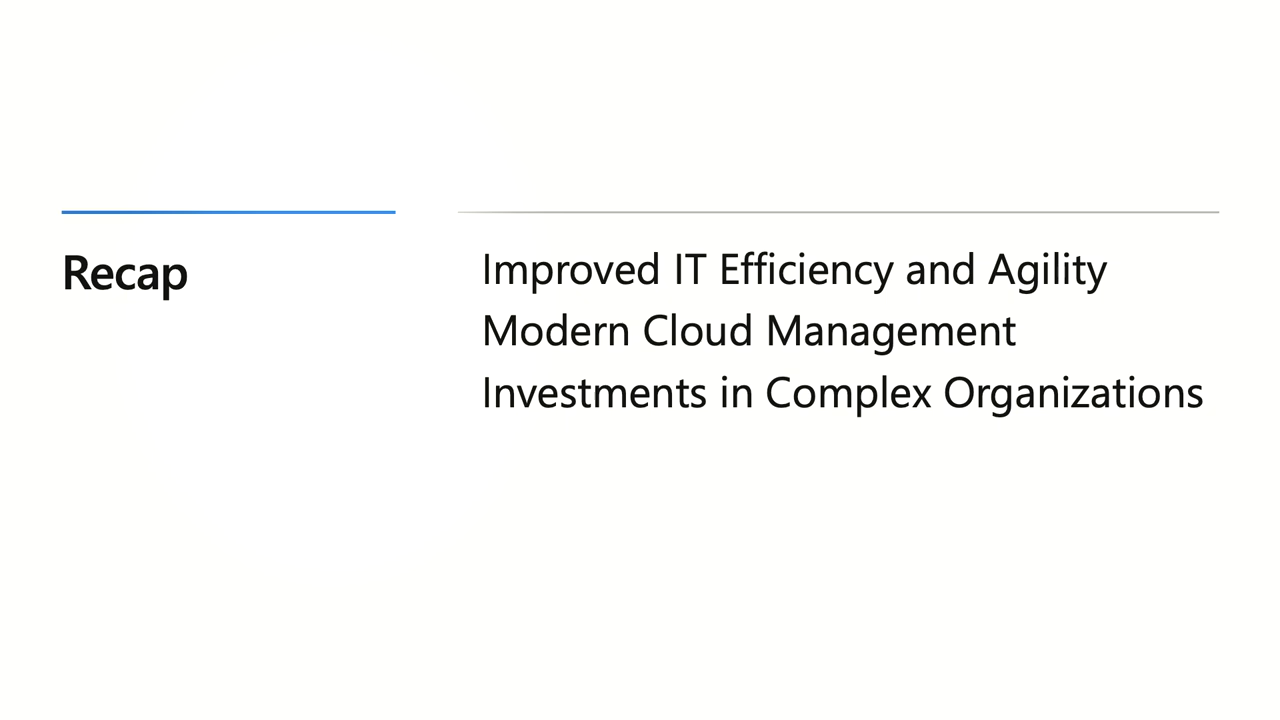 Recap
Improved IT Efficiency and Agility
Modern Cloud Management
Investments in Complex Organizations